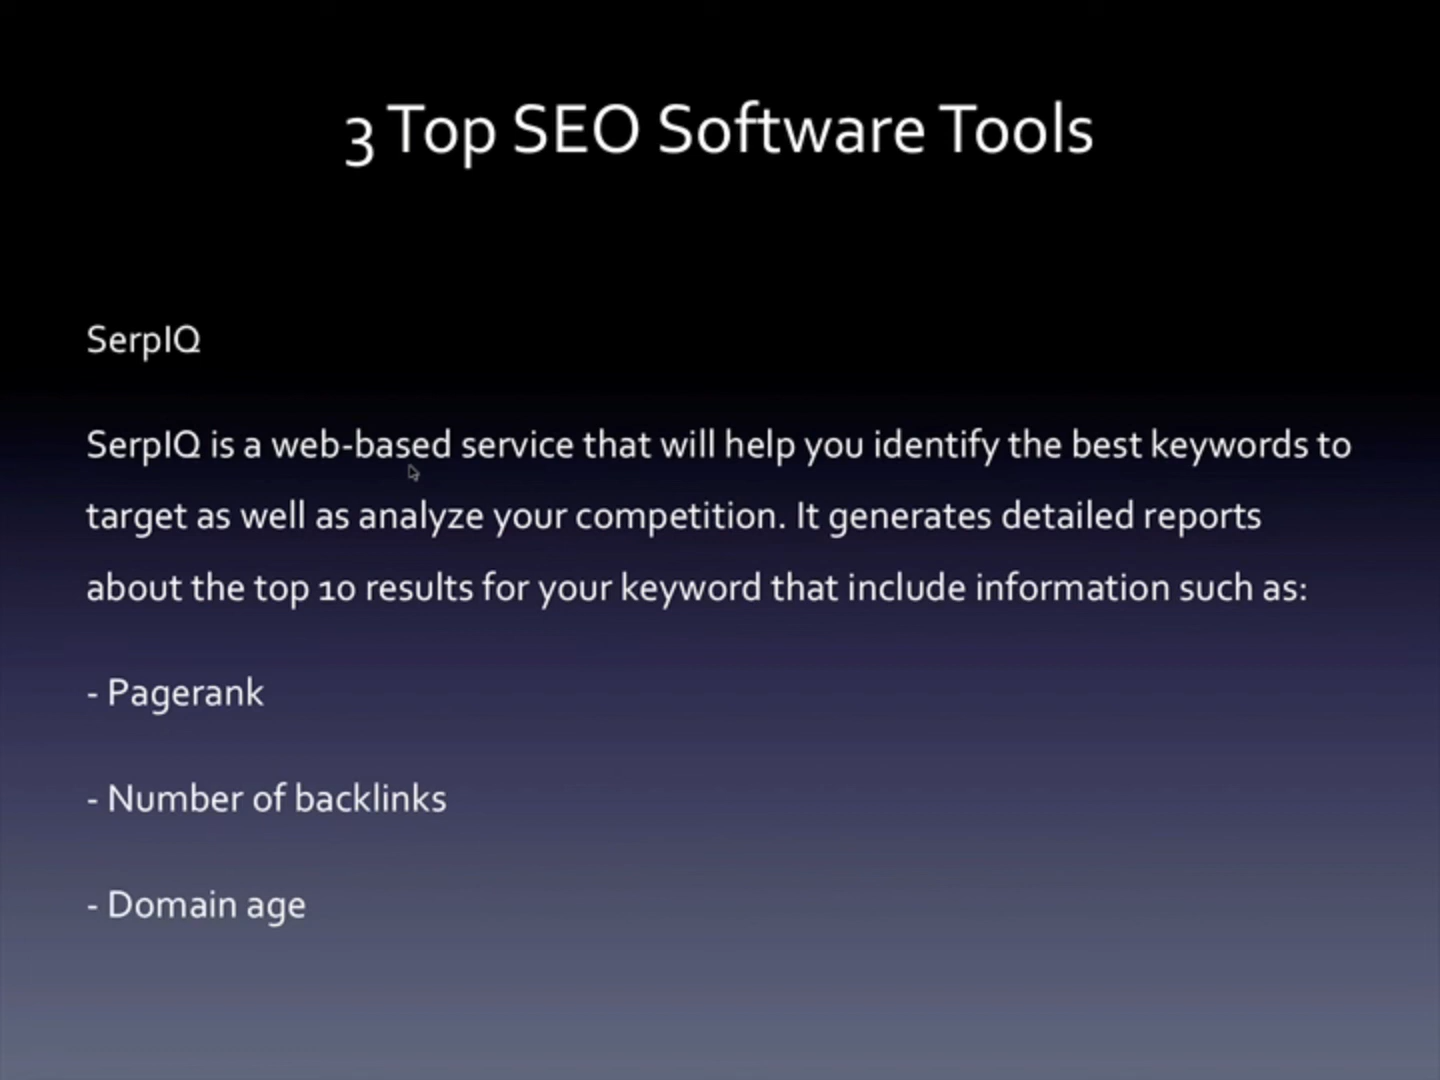 3 Top SEO Software Tools
SerpIQ
SerpIQ is a web-based service that will help you identify the best keywords to
target as well as analyze your competition. It generates detailed reports
about the top 10 results for your keyword that include information such as:
- Pagerank
- Number of backlinks
- Domain age